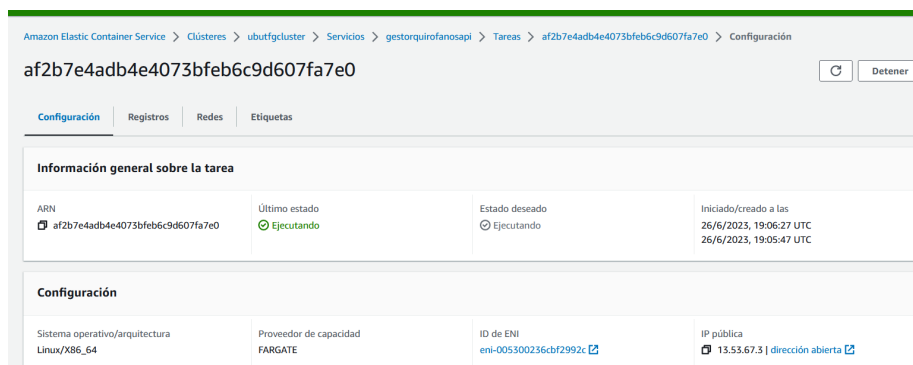 Amazon Elastic Container Service > Clústeres > ubutfgcluster > Servicios > gestorquirofanosapi > Tareas > af2b7e4adb4e4073bfeb6c9d607fa7e0 > Configuración
af2b7e4adb4e4073bfeb6c9d607fa7e0
Detener
Configuración Registros Redes Etiquetas
Información general sobre la tarea
ARN Último estado Estado deseado Iniciado/creado a las
af2b7e4adb4e4073bfeb6c9d607fa7e0 Ejecutando Ejecutando 26/6/2023, 19:06:27 UTC
26/6/2023, 19:05:47 UTC
Configuración
Sistema operativo/arquitectura Proveedor de capacidad ID de ENI IP pública
Linux/X86_64 FARGATE eni-005300236cbf2992c 13.53.67.3 | dirección abierta